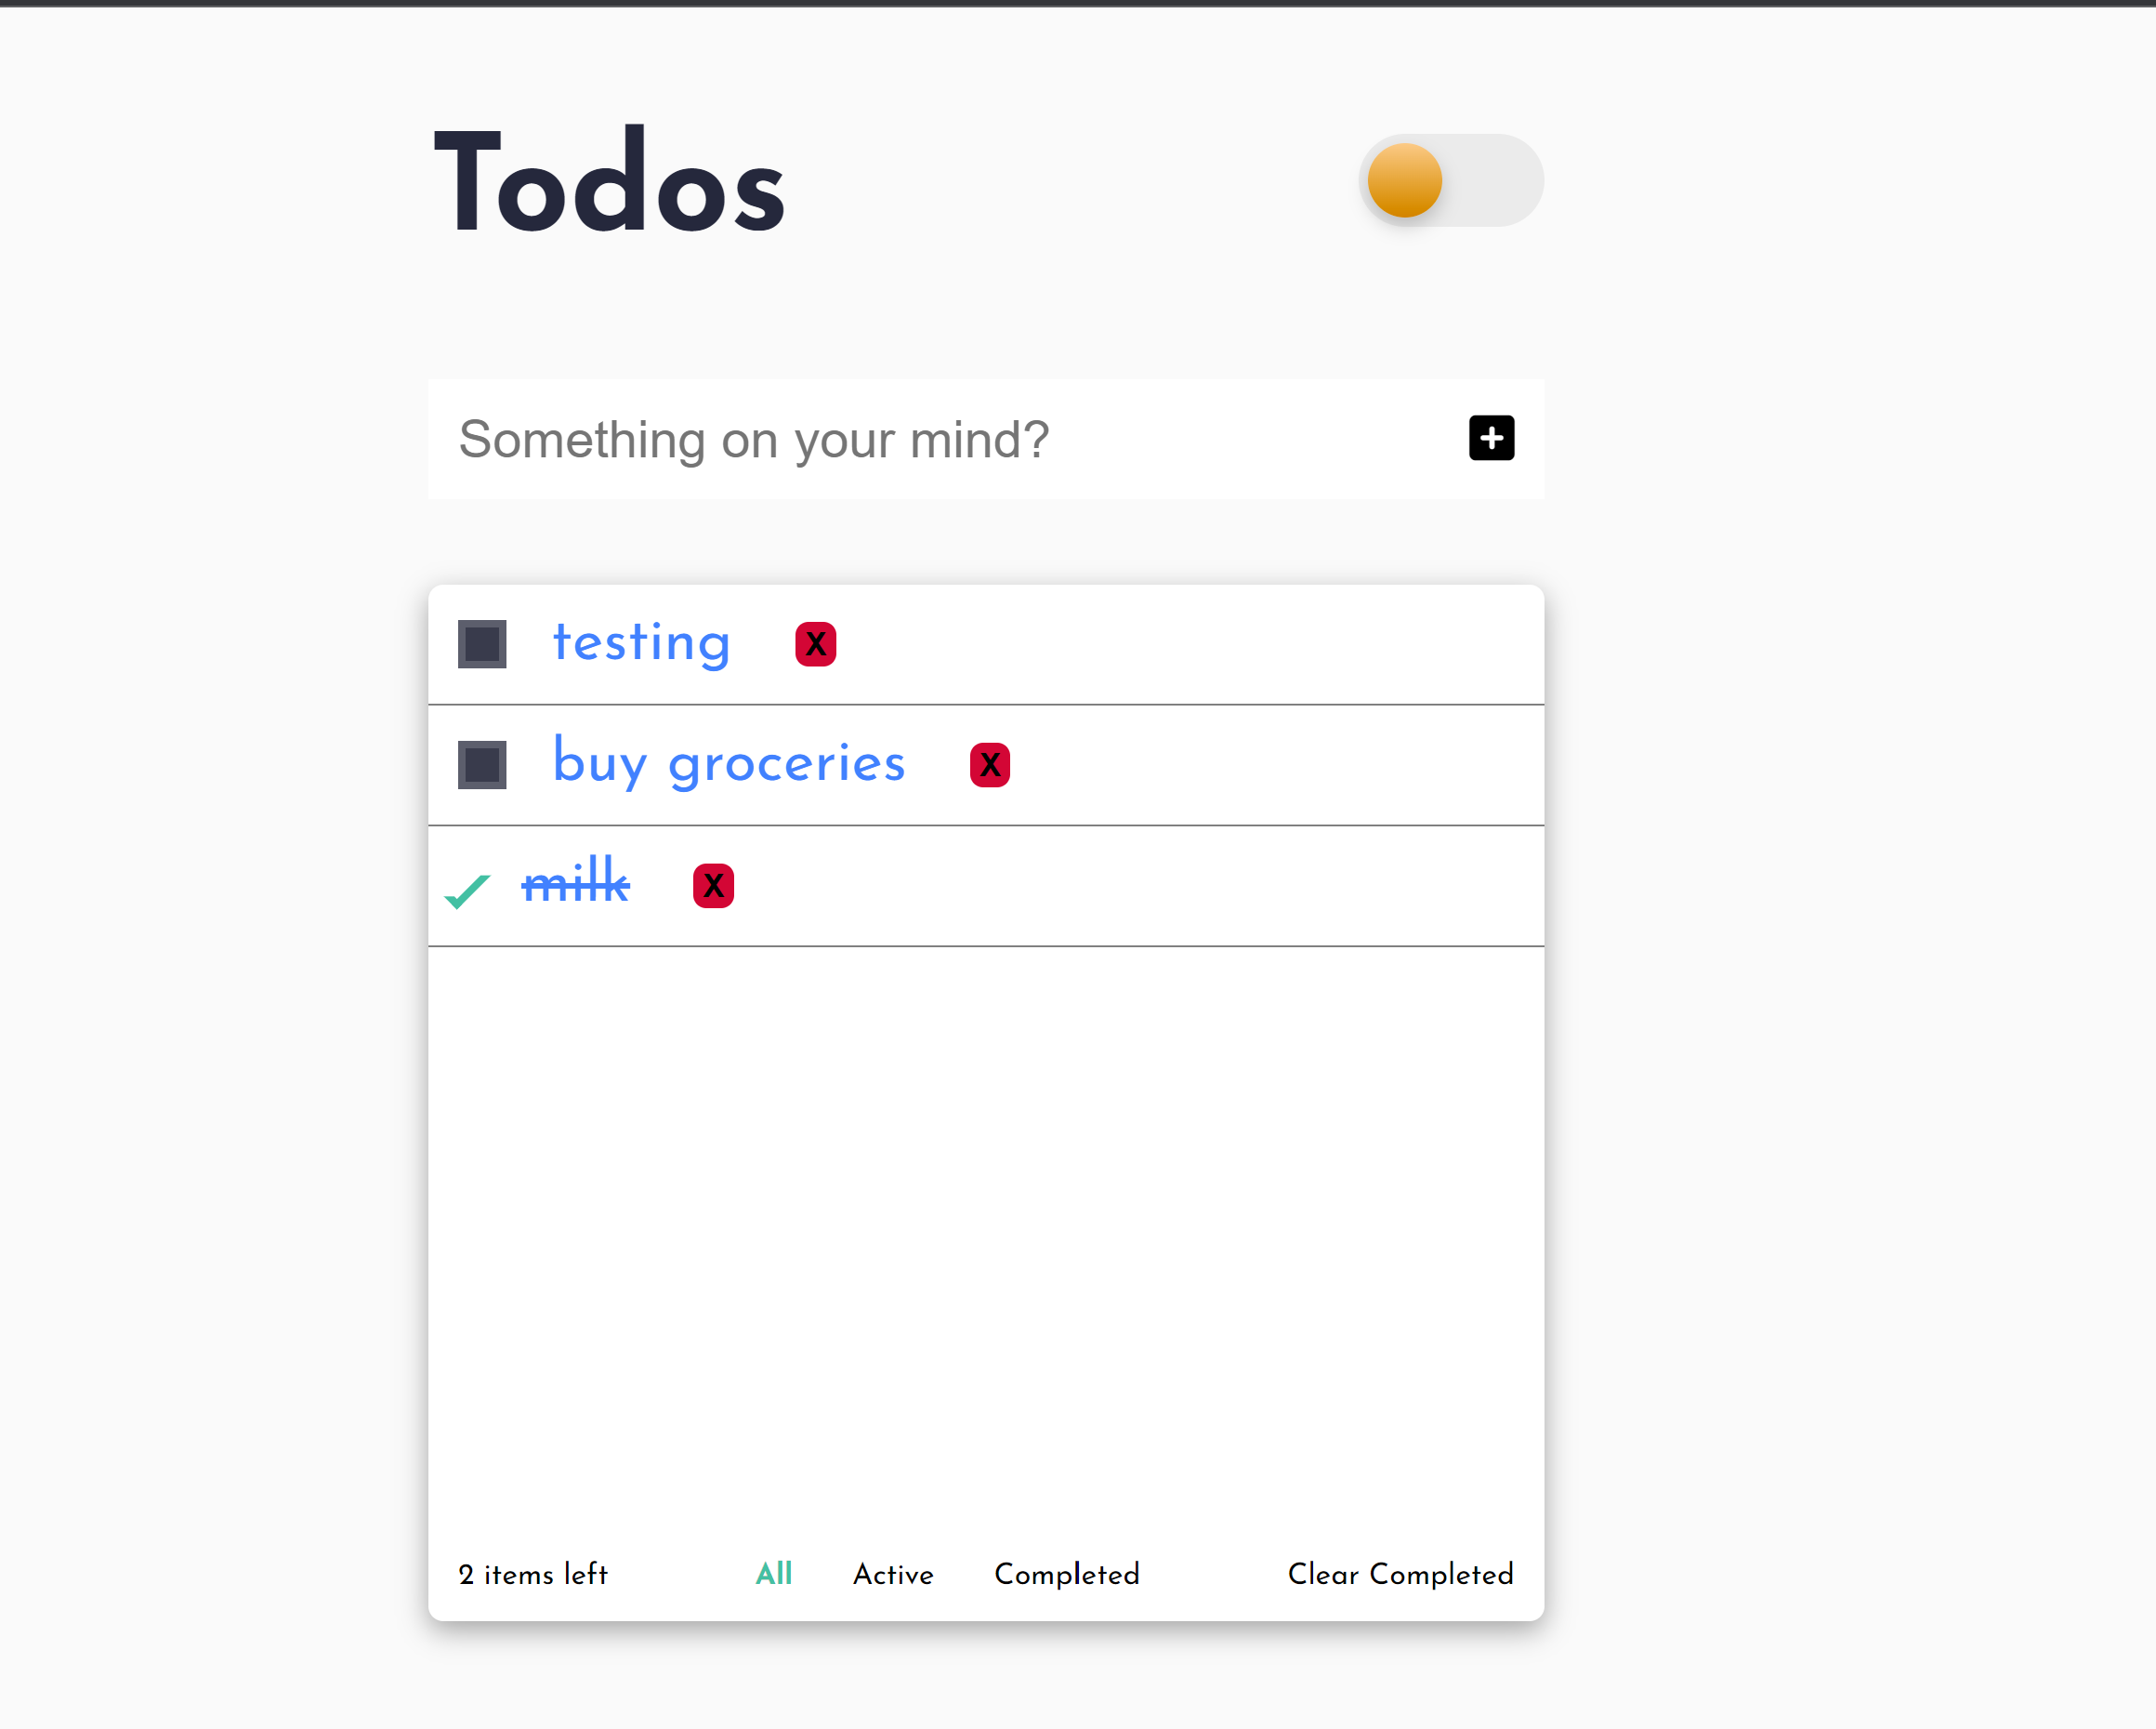 Todos
Something on your mind?
testing X
buy groceries X
milk X
2 items left All Active Completed Clear Completed